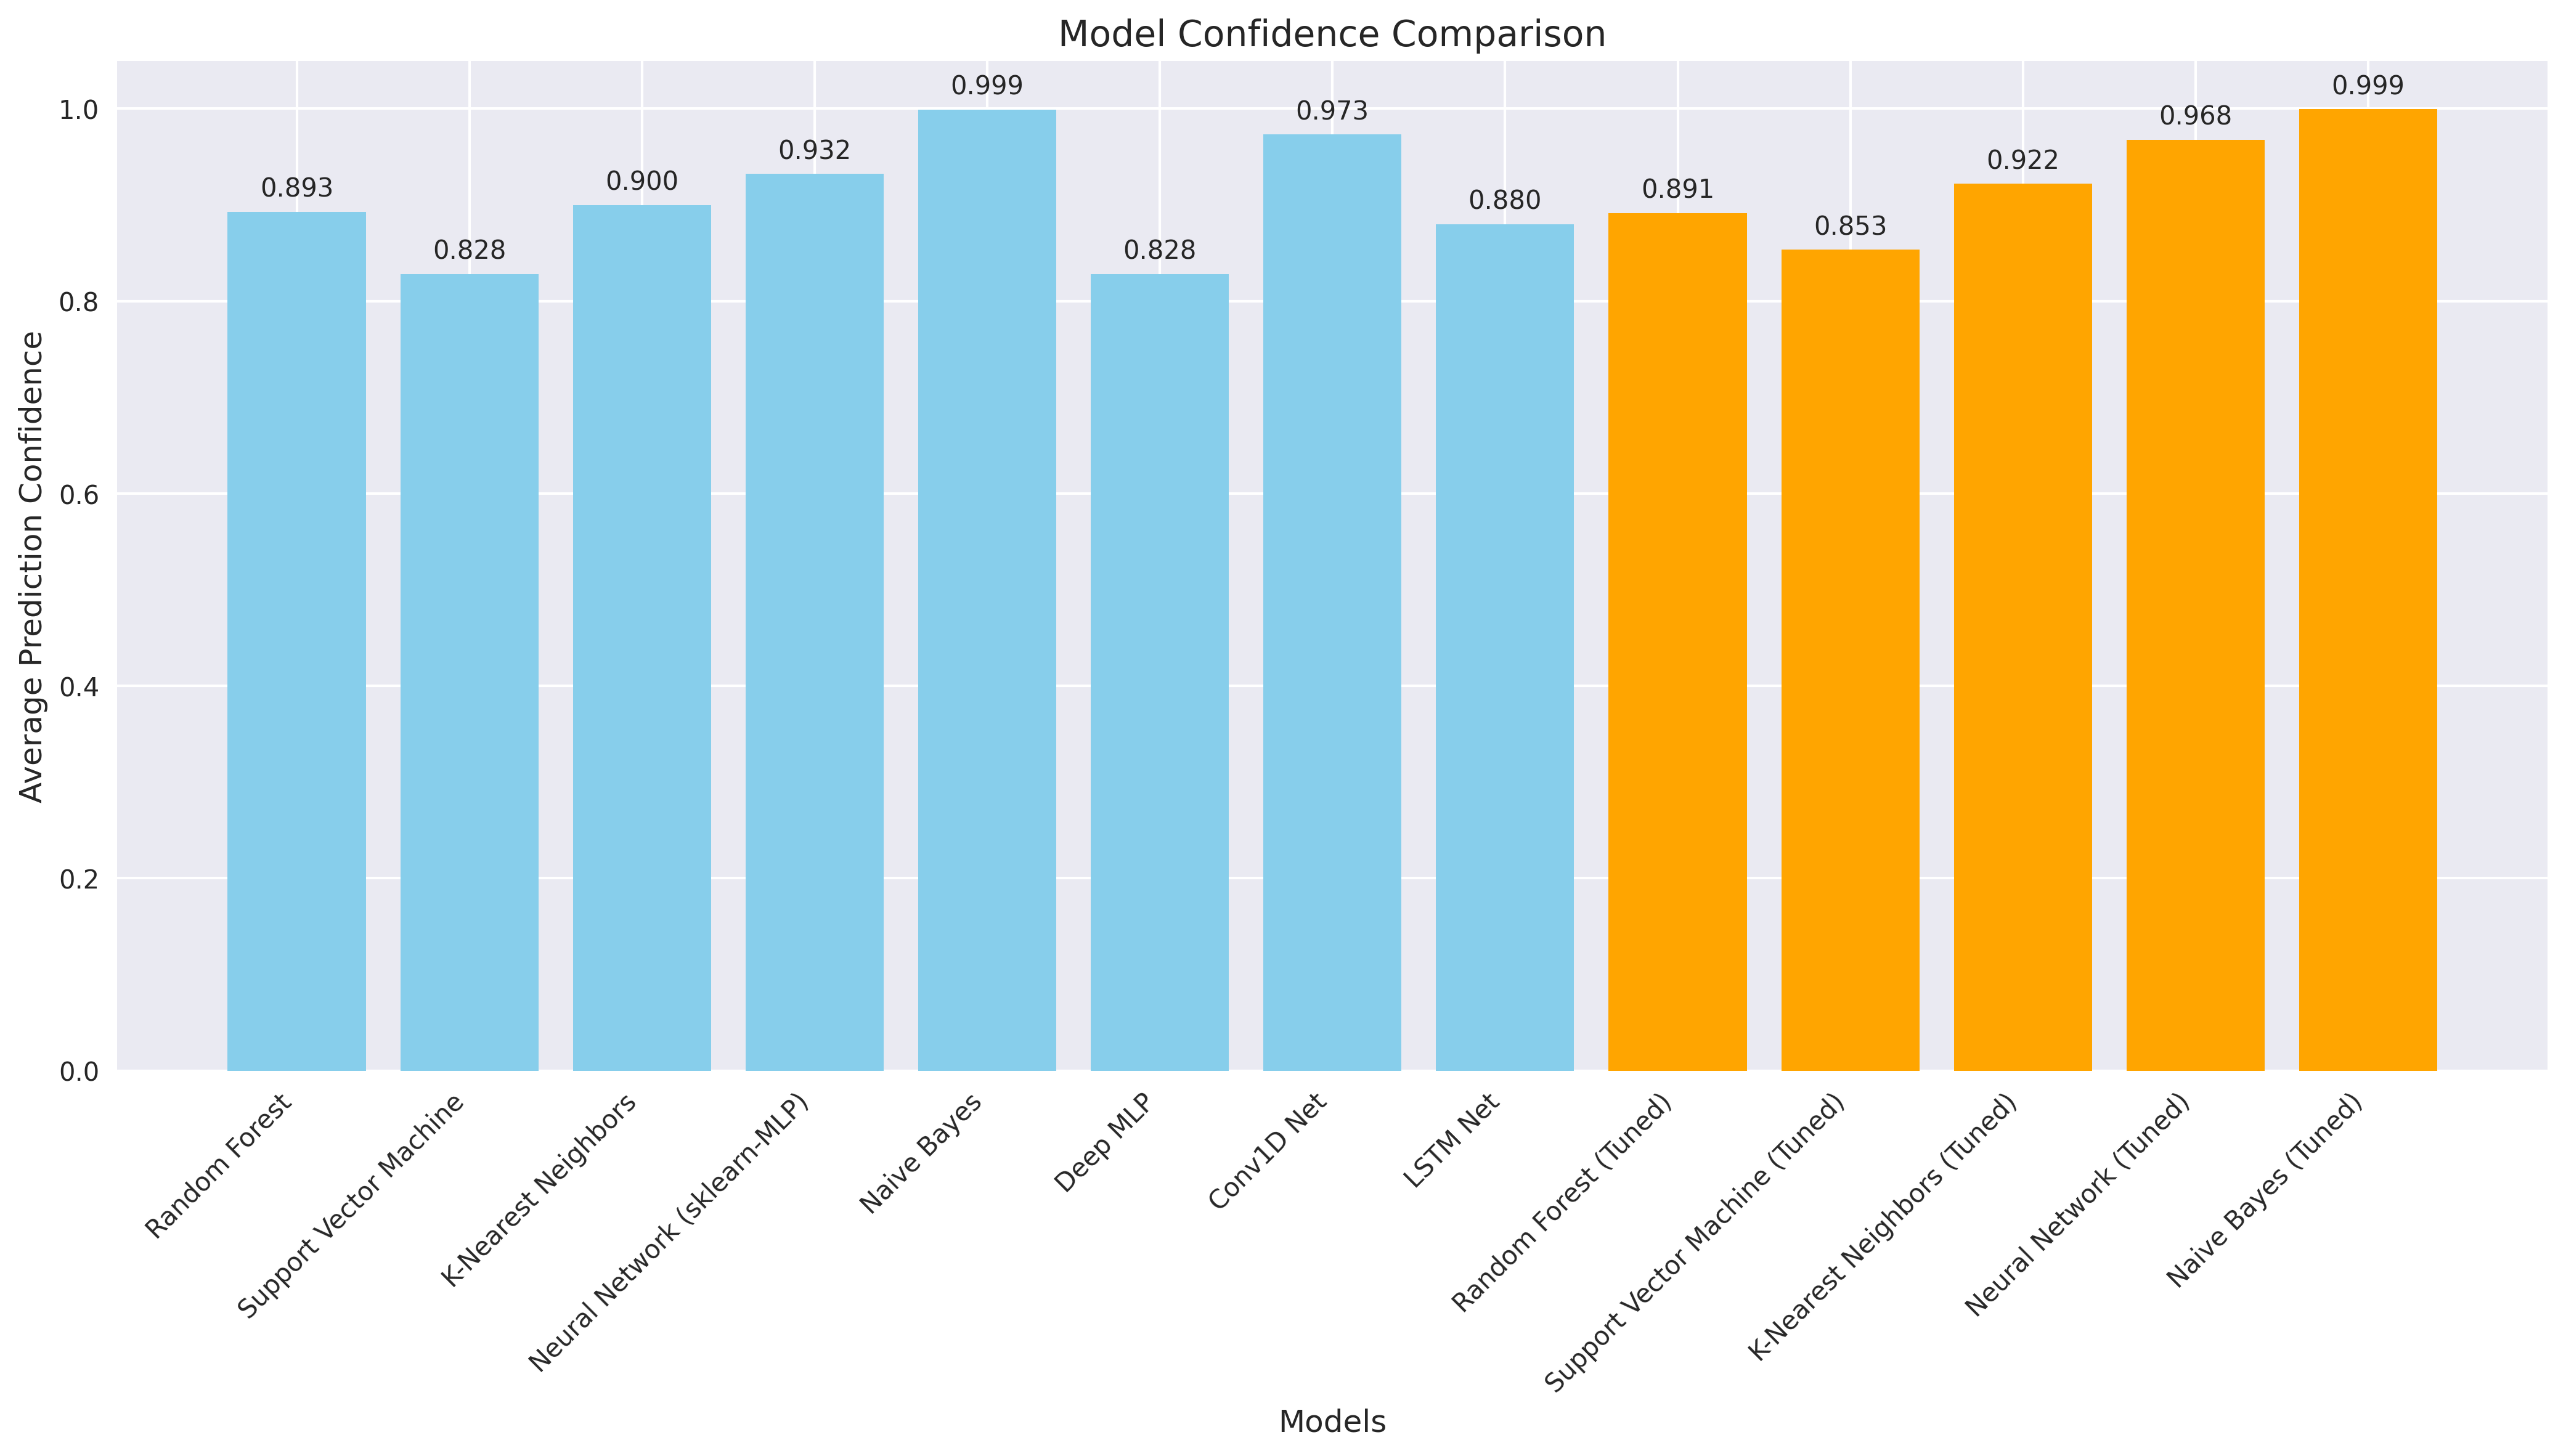 Model Confidence Comparison
Average Prediction Confidence
1.0
0.8
0.6
0.4
0.2
0.0
0.893
0.828
0.900
0.932
0.999
0.828
0.973
0.880
0.891
0.853
0.922
0.968
0.999
Random Forest
Support Vector Machine
K-Nearest Neighbors
Neural Network (sklearn-MLP)
Naive Bayes
Deep MLP
Conv1D Net
LSTM Net
Random Forest (Tuned)
Support Vector Machine (Tuned)
K-Nearest Neighbors (Tuned)
Neural Network (Tuned)
Naive Bayes (Tuned)
Models